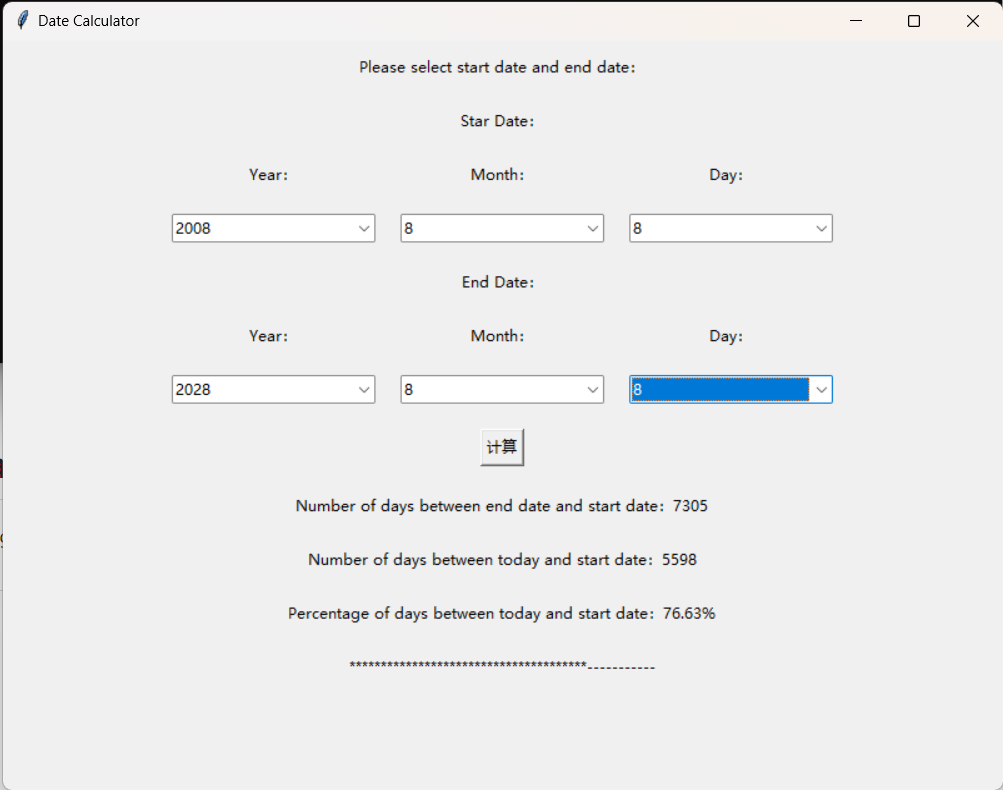 Date Calculator
Please select start date and end date:
Star Date:
Year: Month: Day:
2008 8 8
End Date:
Year: Month: Day:
2028 8 8
计算
Number of days between end date and start date: 7305
Number of days between today and start date: 5598
Percentage of days between today and start date: 76.63%
**************************************-----------